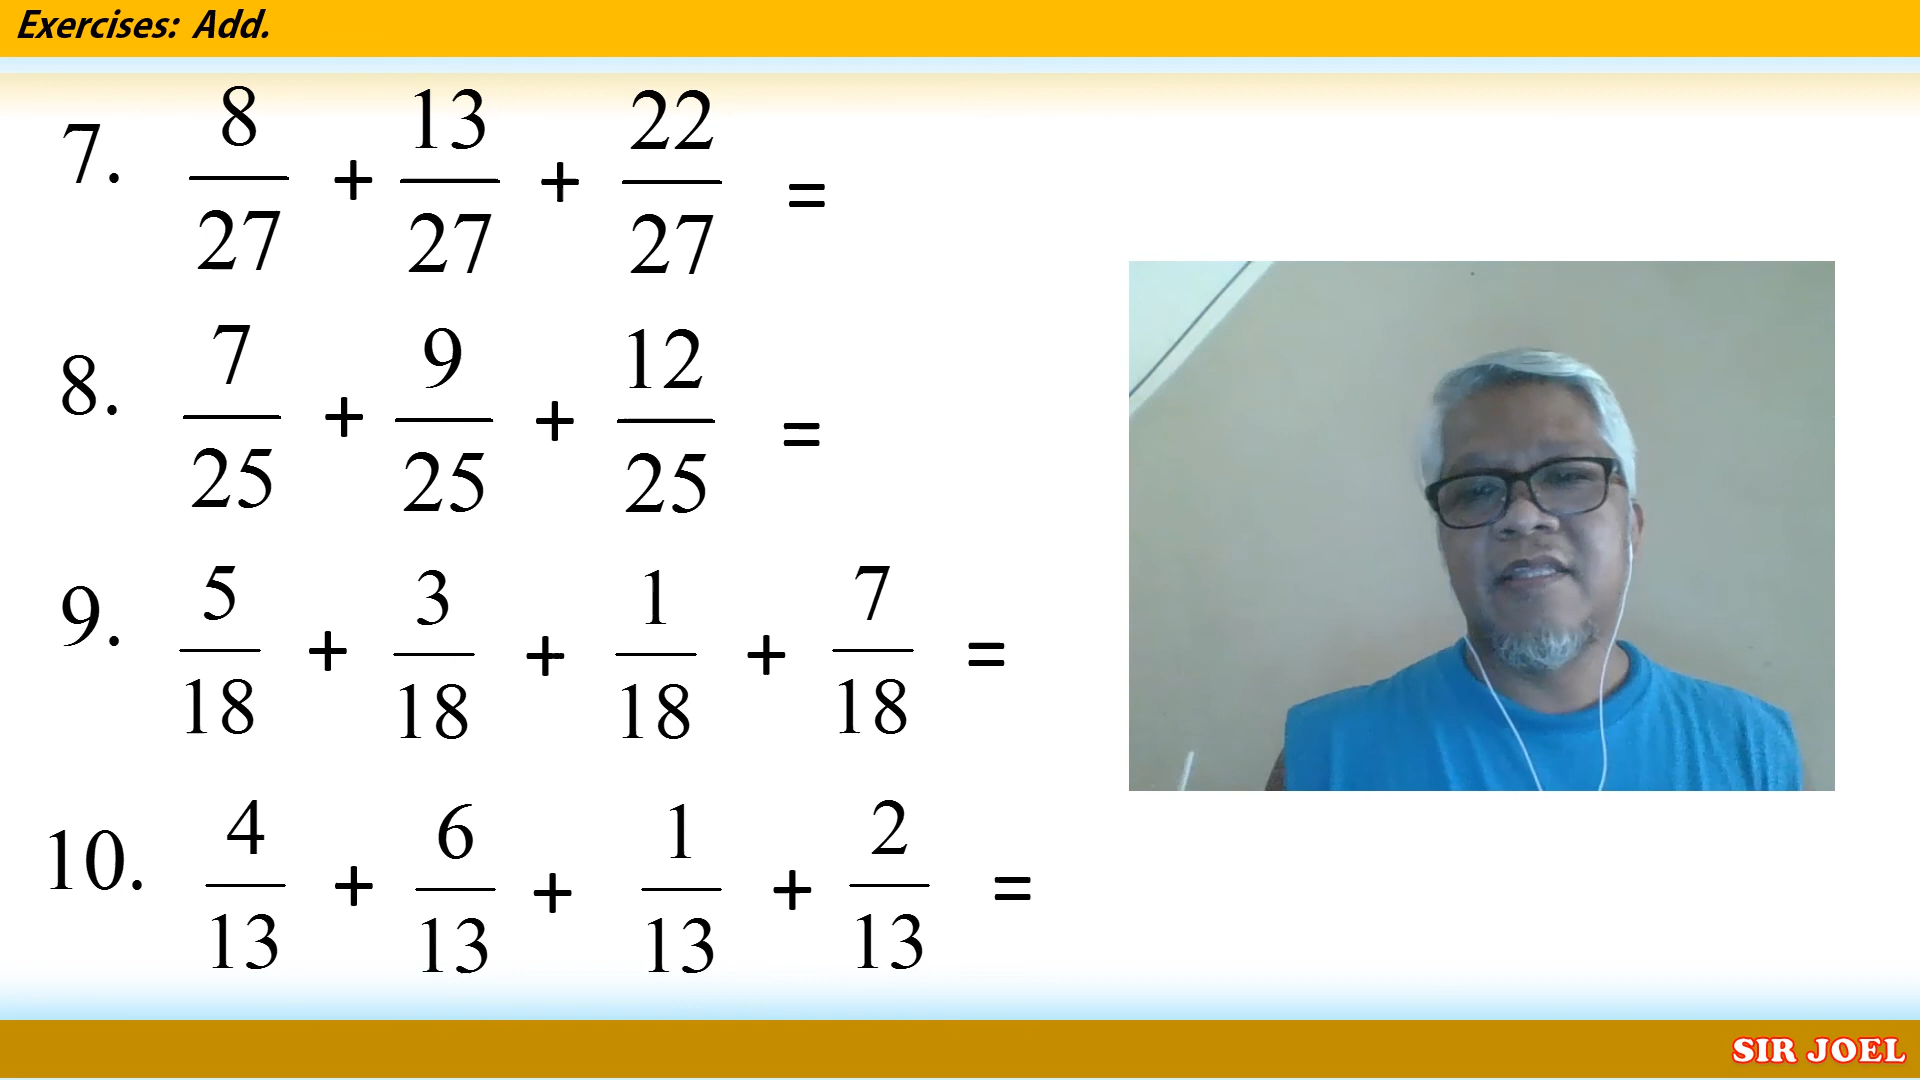 Exercises: Add.
7. 8/27 + 13/27 + 22/27 =
8. 7/25 + 9/25 + 12/25 =
9. 5/18 + 3/18 + 1/18 + 7/18 =
10. 4/13 + 6/13 + 1/13 + 2/13 =
SIR JOEL